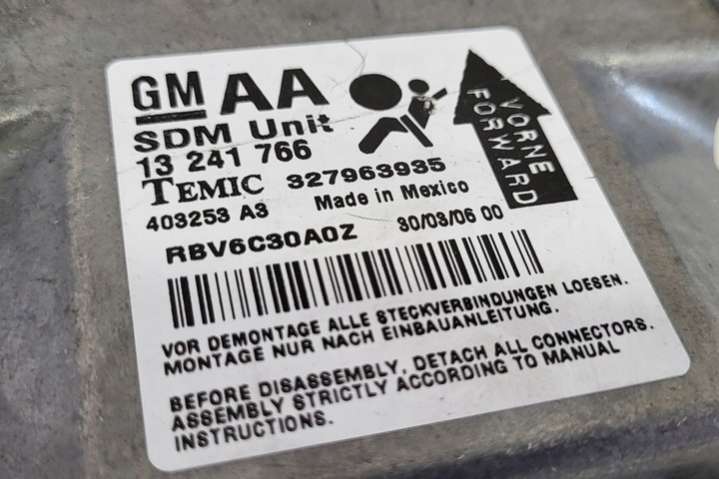 GM AA
SDM Unit
13 241 766
TEMIC 327963935
403253 A3 Made in Mexico
RBV6C30A0Z 30/03/06 00
VORNE
FORWARD
VOR DEMONTAGE ALLE STECKVERBINDUNGEN LOESEN.
MONTAGE NUR NACH EINBAUANLEITUNG.
BEFORE DISASSEMBLY, DETACH ALL CONNECTORS.
ASSEMBLY STRICTLY ACCORDING TO MANUAL
INSTRUCTIONS.